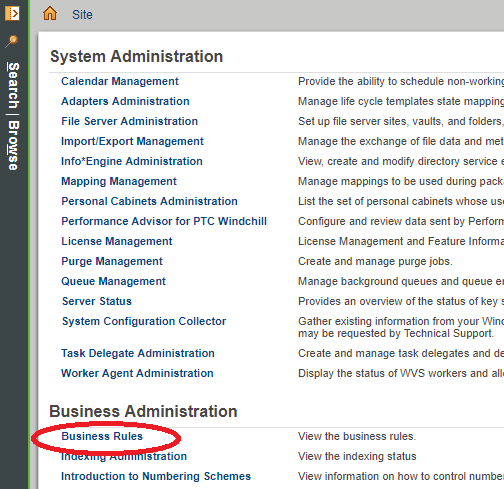 Site
Search | Browse
System Administration
Calendar Management Provide the ability to schedule non-working
Adapters Administration Manage life cycle templates state mapping
File Server Administration Set up file server sites, vaults, and folders,
Import/Export Management Manage the exchange of file data and met
Info*Engine Administration View, create and modify directory service e
Mapping Management Manage mappings to be used during pack
Personal Cabinets Administration List the set of personal cabinets whose use
Performance Advisor for PTC Windchill Configure and review data sent by Perform
License Management License Management and Feature Informa
Purge Management Create and manage purge jobs.
Queue Management Manage background queues and queue en
Server Status Provides an overview of the status of key s
System Configuration Collector Gather existing information from your Wind
may be requested by Technical Support.
Task Delegate Administration Create and manage task delegates and de
Worker Agent Administration Display the status of WVS workers and allo
Business Administration
Business Rules View the business rules.
Indexing Administration View the indexing status
Introduction to Numbering Schemes View information on how to control number